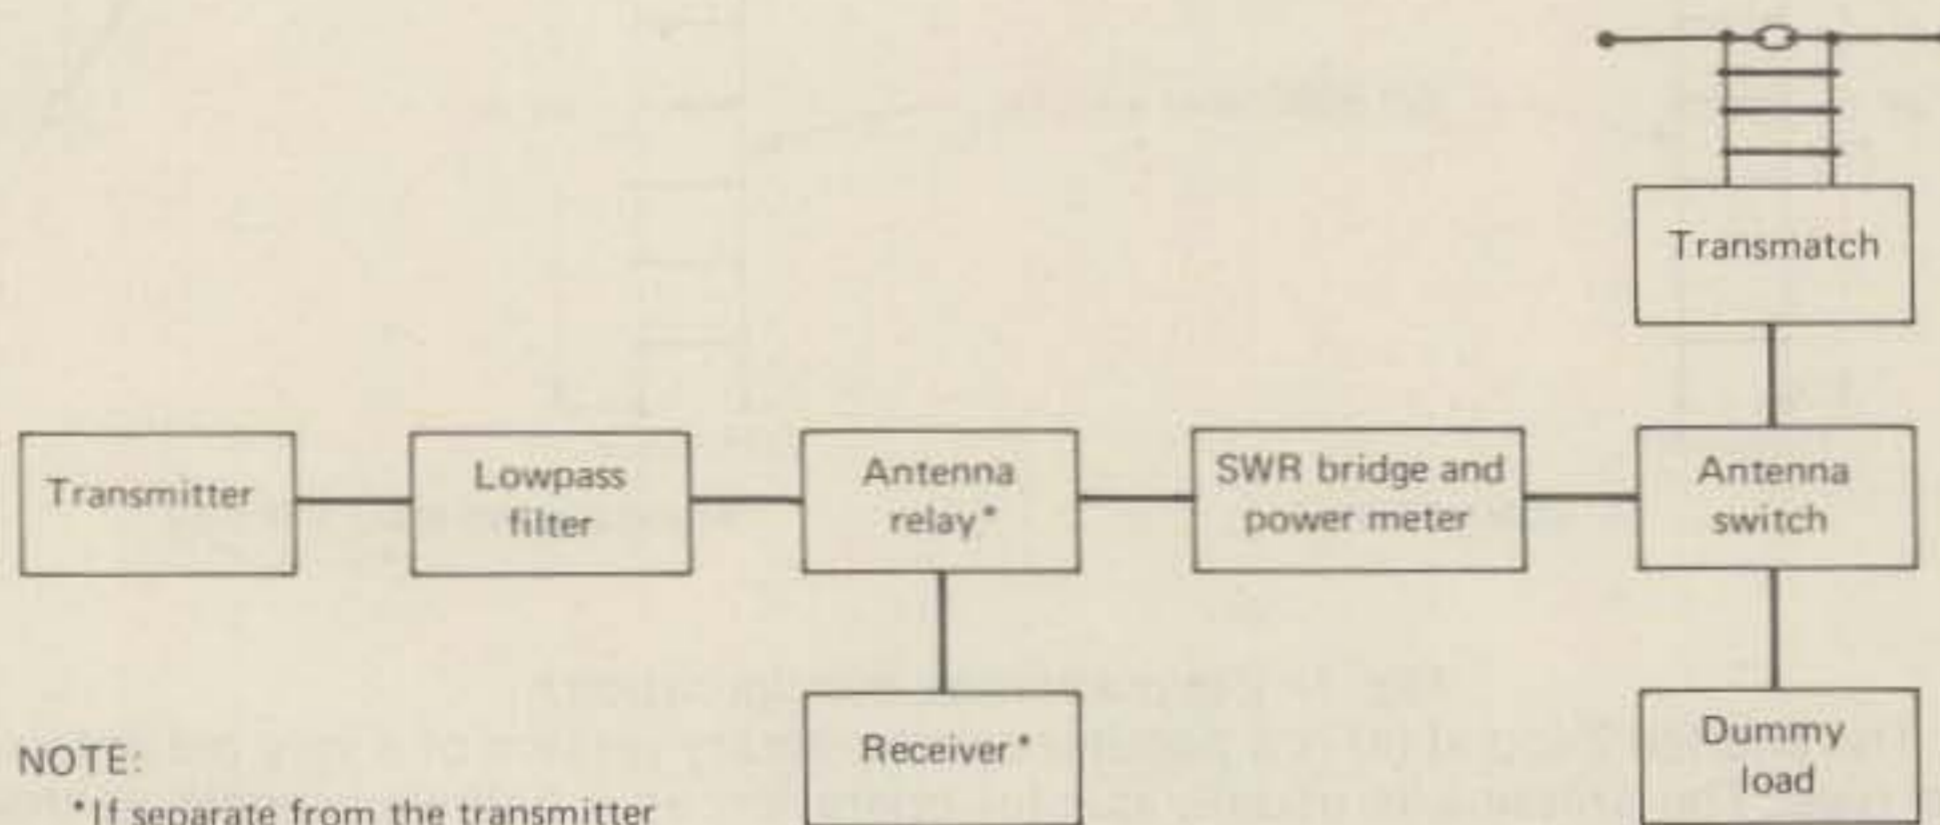 Transmatch
Transmitter
Lowpass
filter
Antenna
relay*
SWR bridge and
power meter
Antenna
switch
Receiver*
Dummy
load
NOTE:
*If separate from the transmitter